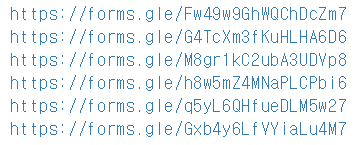 https://forms.gle/Fw49w9GhWQChDcZm7
https://forms.gle/G4TcXm3fKuHLHA6D6
https://forms.gle/M8gr1kC2ubA3UDVp8
https://forms.gle/h8w5mZ4MNaPLCPbi6
https://forms.gle/q5yL6QHfueDLM5w27
https://forms.gle/Gxb4y6LfVYiaLu4M7